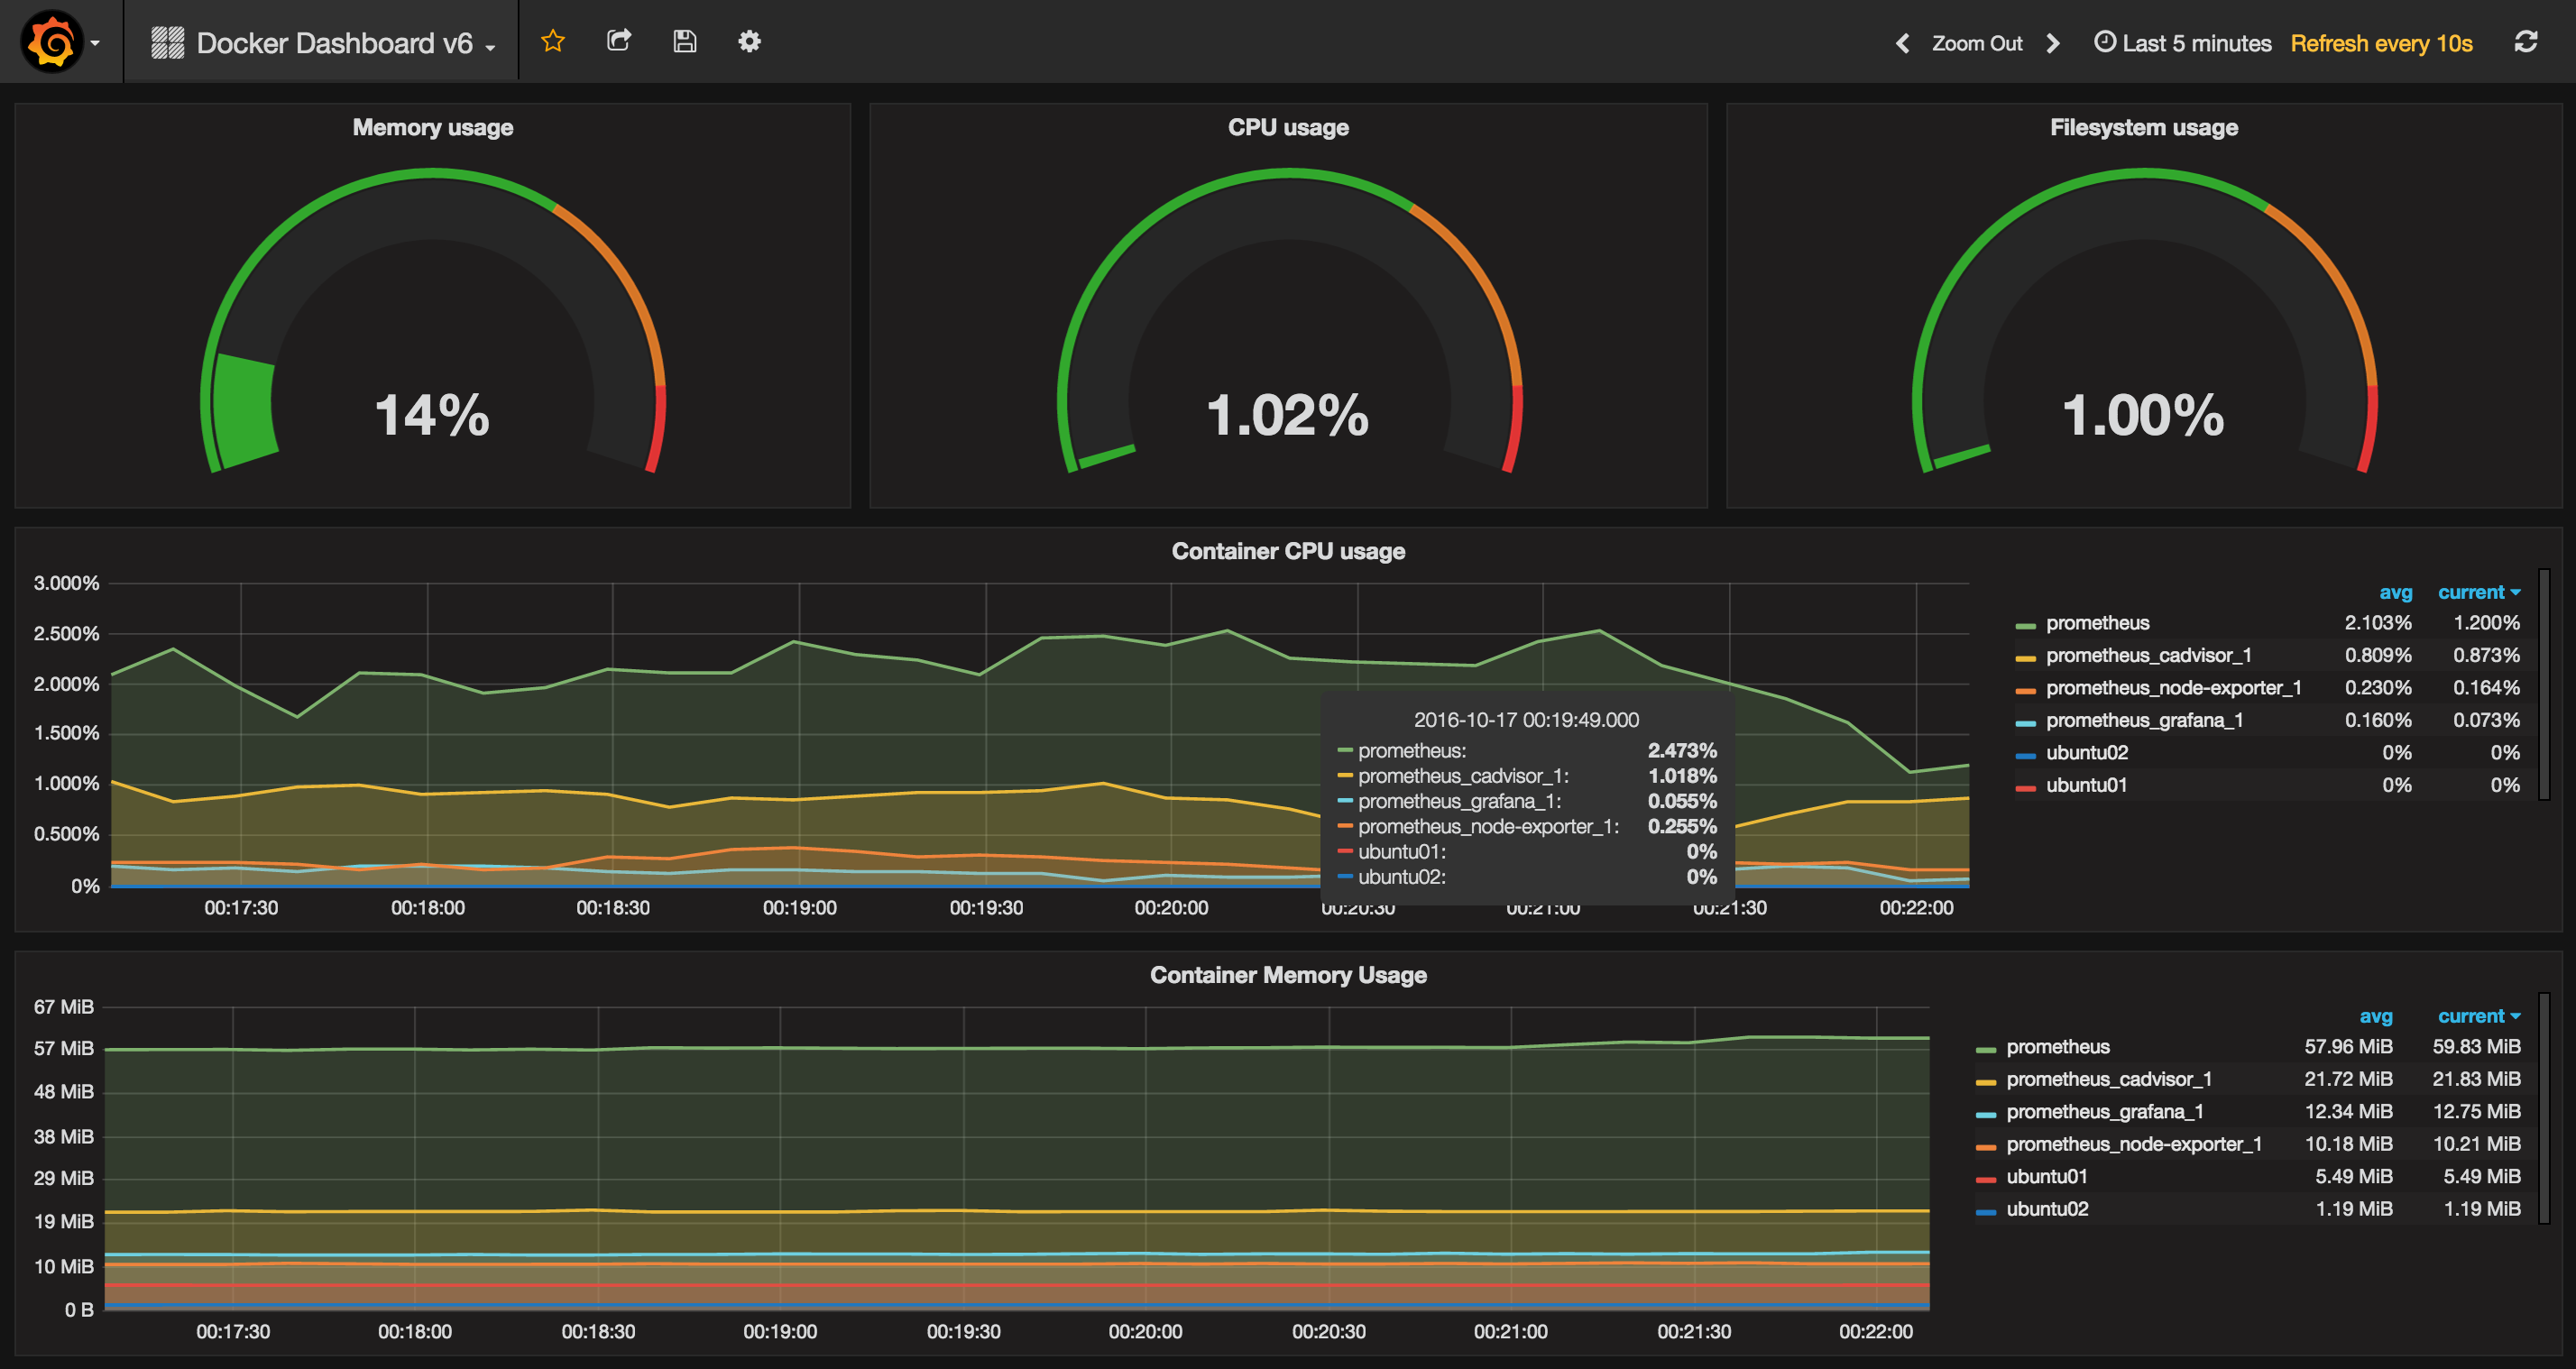 Docker Dashboard v6
Zoom Out
Last 5 minutes Refresh every 10s
Memory usage
14%
CPU usage
1.02%
Filesystem usage
1.00%
Container CPU usage
3.000%
2.500%
2.000%
1.500%
1.000%
0.500%
0%
00:17:30 00:18:00 00:18:30 00:19:00 00:19:30 00:20:00 00:20:30 00:21:00 00:21:30 00:22:00
2016-10-17 00:19:49.000
prometheus: 2.473%
prometheus_cadvisor_1: 1.018%
prometheus_grafana_1: 0.055%
prometheus_node-exporter_1: 0.255%
ubuntu01: 0%
ubuntu02: 0%
avg current
prometheus 2.103% 1.200%
prometheus_cadvisor_1 0.809% 0.873%
prometheus_node-exporter_1 0.230% 0.164%
prometheus_grafana_1 0.160% 0.073%
ubuntu02 0% 0%
ubuntu01 0% 0%
Container Memory Usage
67 MiB
57 MiB
48 MiB
38 MiB
29 MiB
19 MiB
10 MiB
0 B
00:17:30 00:18:00 00:18:30 00:19:00 00:19:30 00:20:00 00:20:30 00:21:00 00:21:30 00:22:00
avg current
prometheus 57.96 MiB 59.83 MiB
prometheus_cadvisor_1 21.72 MiB 21.83 MiB
prometheus_grafana_1 12.34 MiB 12.75 MiB
prometheus_node-exporter_1 10.18 MiB 10.21 MiB
ubuntu01 5.49 MiB 5.49 MiB
ubuntu02 1.19 MiB 1.19 MiB